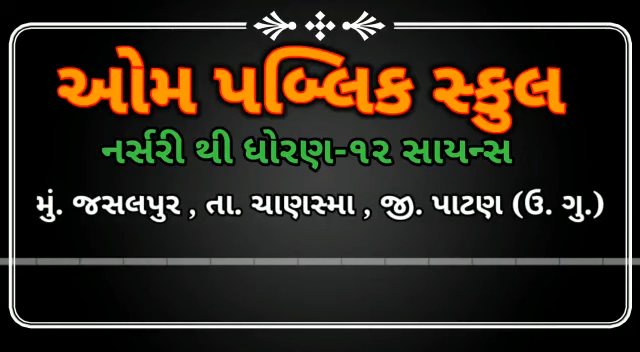 ઓમ પબ્લિક સ્કુલ
નર્સરી થી ધોરણ-૧૨ સાયન્સ
મું. જસલપુર , તા. ચાણસ્મા , જી. પાટણ (ઉ. ગુ.)